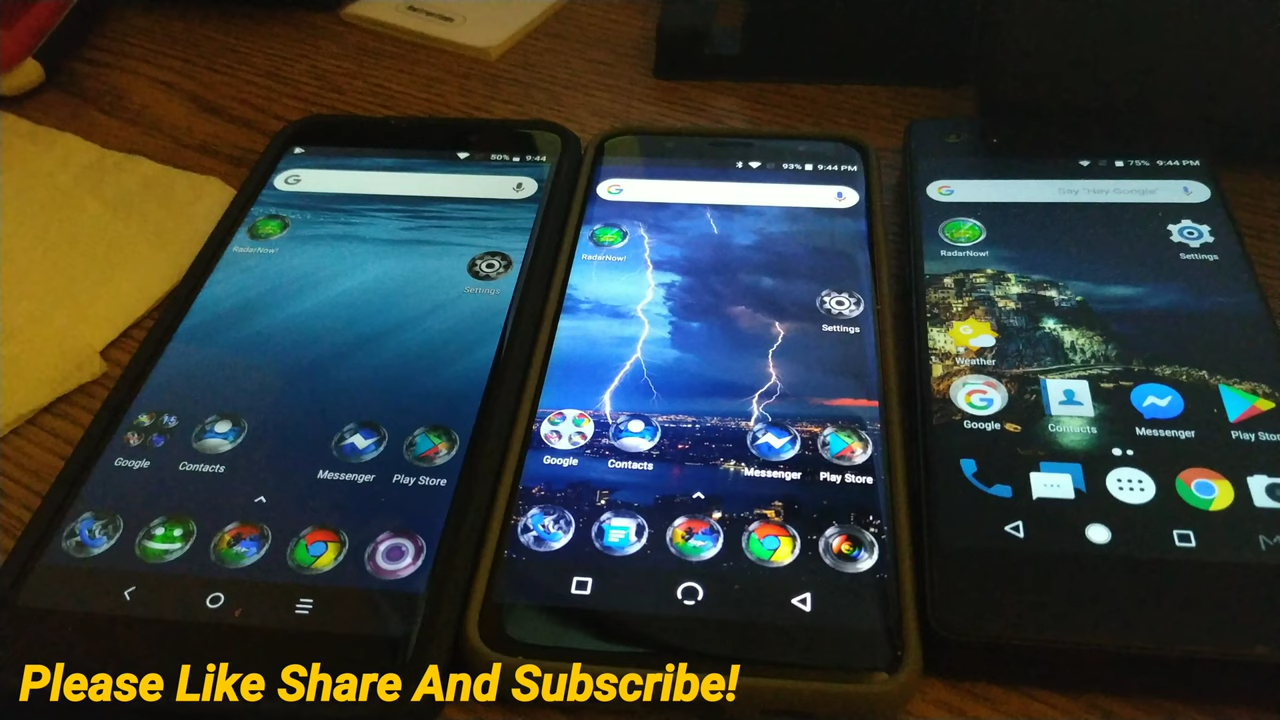 50% 9:44
RadarNow!
Settings
Google
Contacts
Messenger
Play Store
93% 9:44 PM
RadarNow!
Settings
Google
Contacts
Messenger
Play Store
75% 9:44 PM
Say "Hey Google"
RadarNow!
Settings
Weather
Google
Contacts
Messenger
Play Stor
Please Like Share And Subscribe!